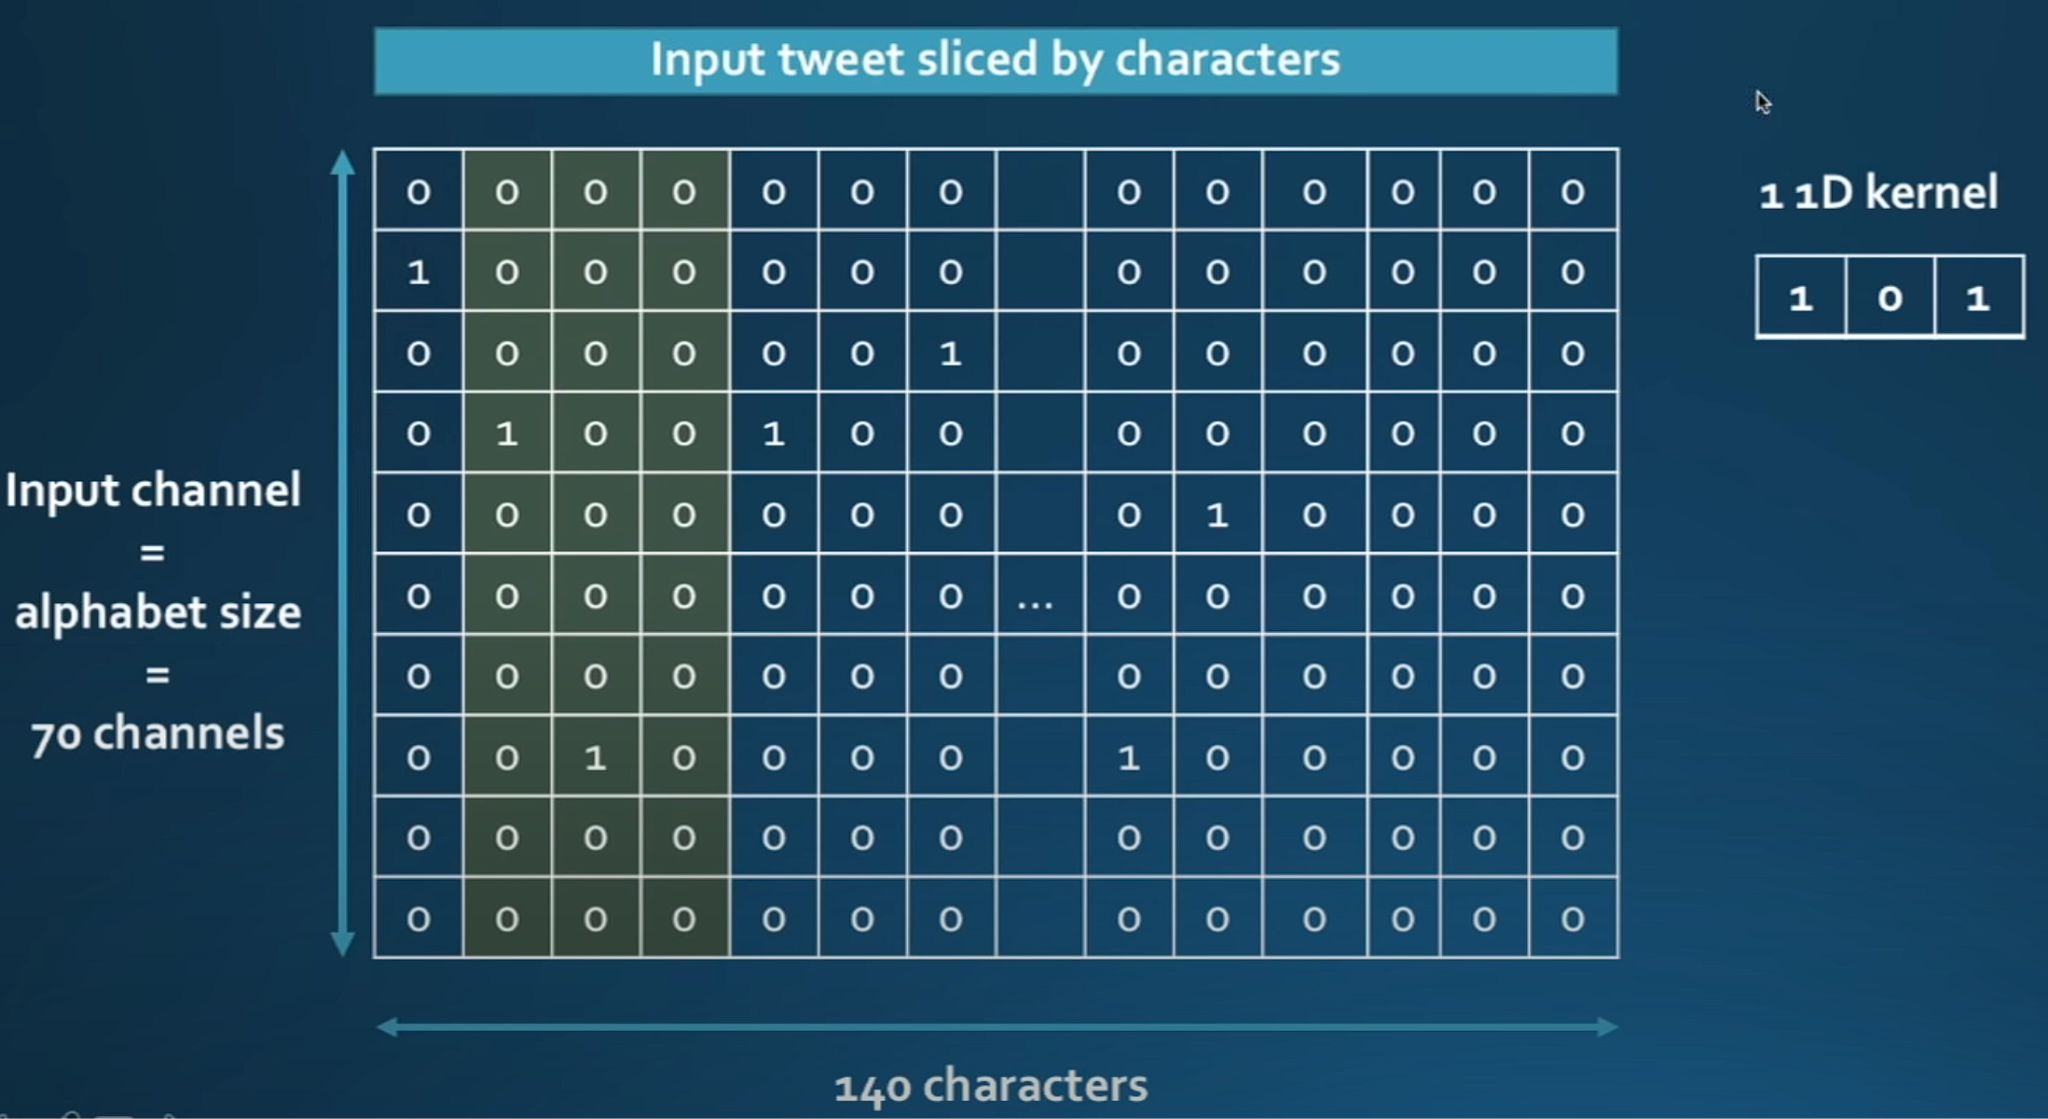 Input tweet sliced by characters
0 0 0 0 0 0 0 0 0 0 0 0 0
1 0 0 0 0 0 0 0 0 0 0 0 0
0 0 0 0 0 0 1 0 0 0 0 0 0
0 1 0 0 1 0 0 0 0 0 0 0 0
0 0 0 0 0 0 0 0 1 0 0 0 0
0 0 0 0 0 0 0 ... 0 0 0 0 0 0
0 0 0 0 0 0 0 0 0 0 0 0 0
0 0 1 0 0 0 0 1 0 0 0 0 0
0 0 0 0 0 0 0 0 0 0 0 0 0
0 0 0 0 0 0 0 0 0 0 0 0 0
Input channel
=
alphabet size
=
70 channels
140 characters
1 1D kernel
1 0 1